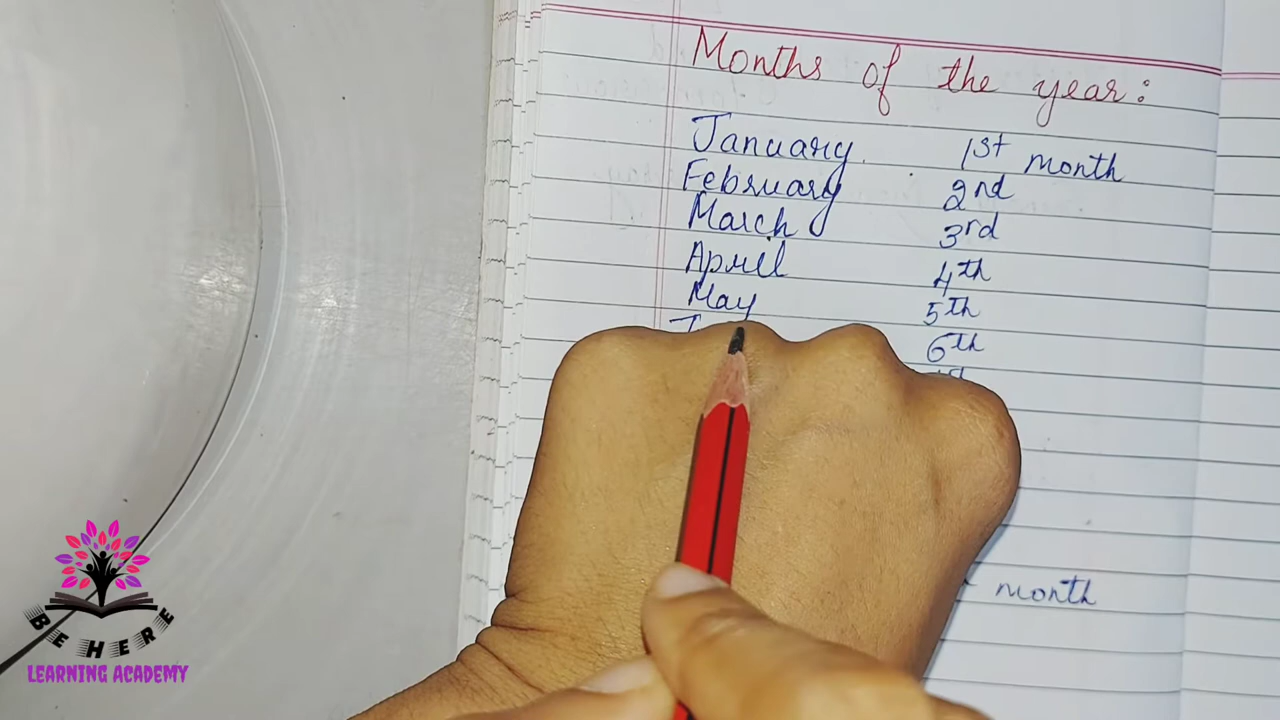 Months of the year:
January. 1st month
February 2nd
March 3rd
April 4th
May 5th
6th
month
BE HERE
LEARNING ACADEMY